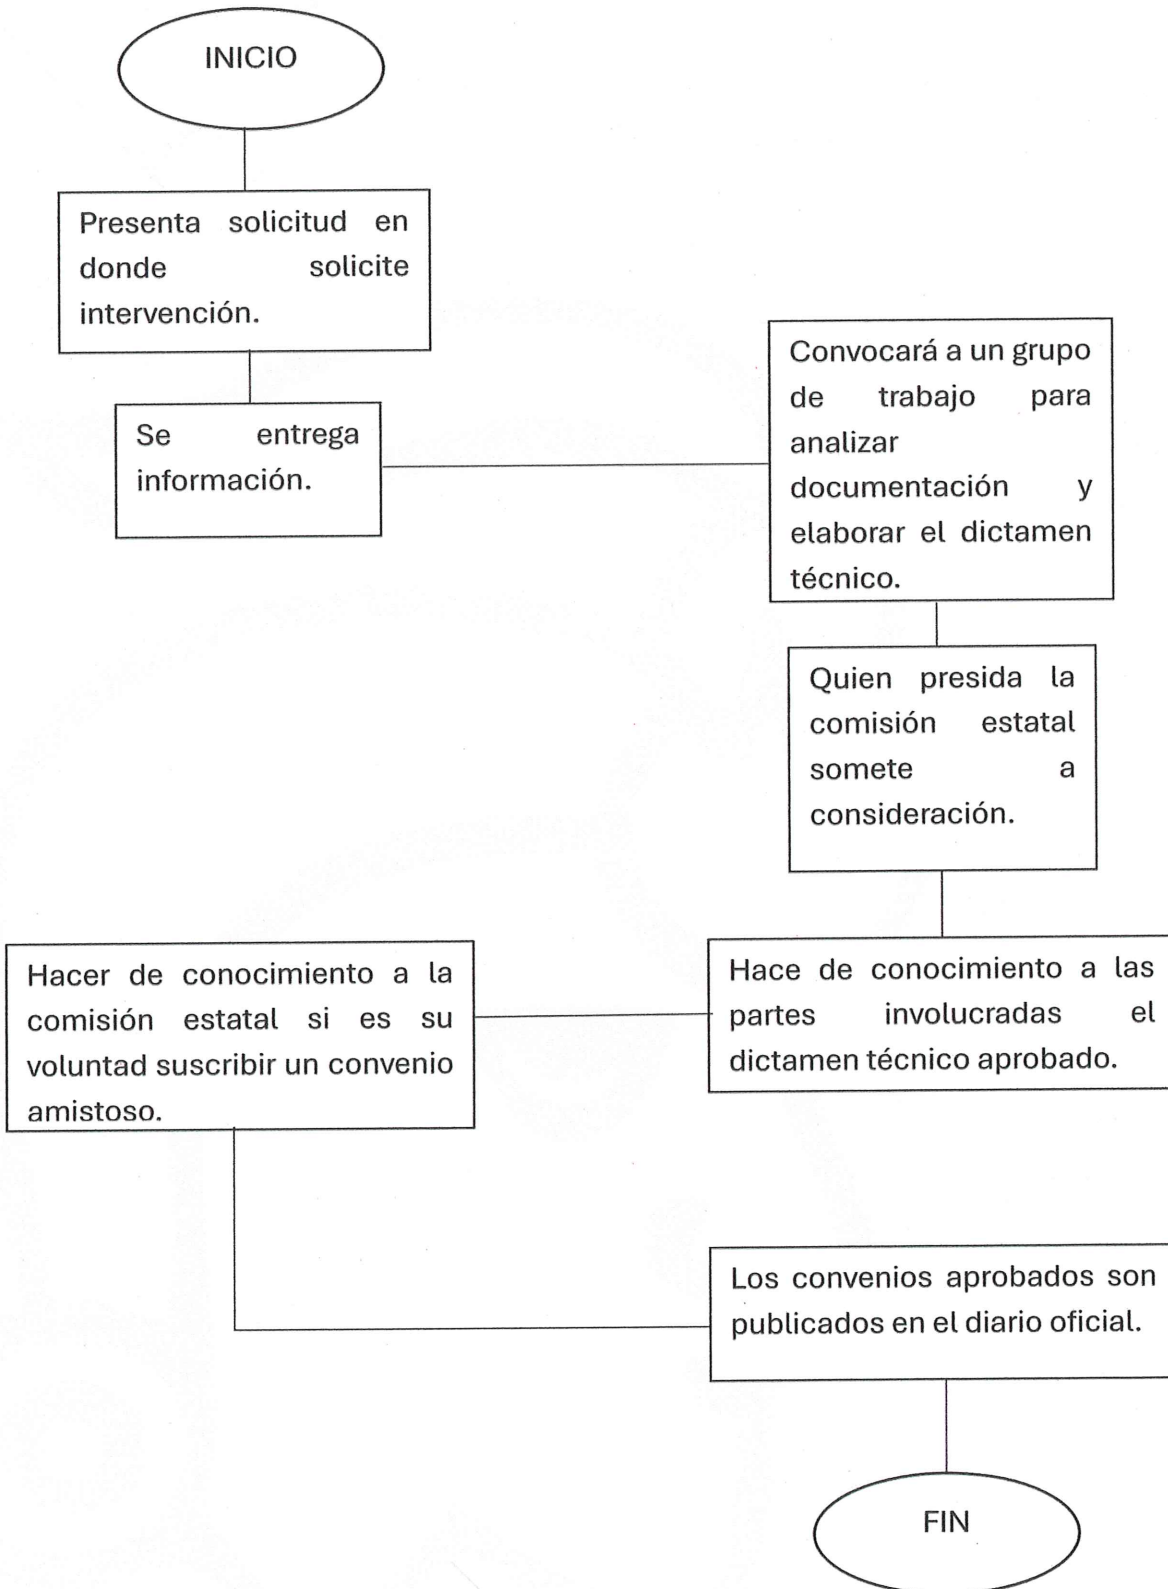 INICIO
Presenta solicitud en
donde solicite
intervención.
Se entrega
información.
Convocará a un grupo
de trabajo para
analizar
documentación y
elaborar el dictamen
técnico.
Quien presida la
comisión estatal
somete a
consideración.
Hace de conocimiento a las
partes involucradas el
dictamen técnico aprobado.
Hacer de conocimiento a la
comisión estatal si es su
voluntad suscribir un convenio
amistoso.
Los convenios aprobados son
publicados en el diario oficial.
FIN